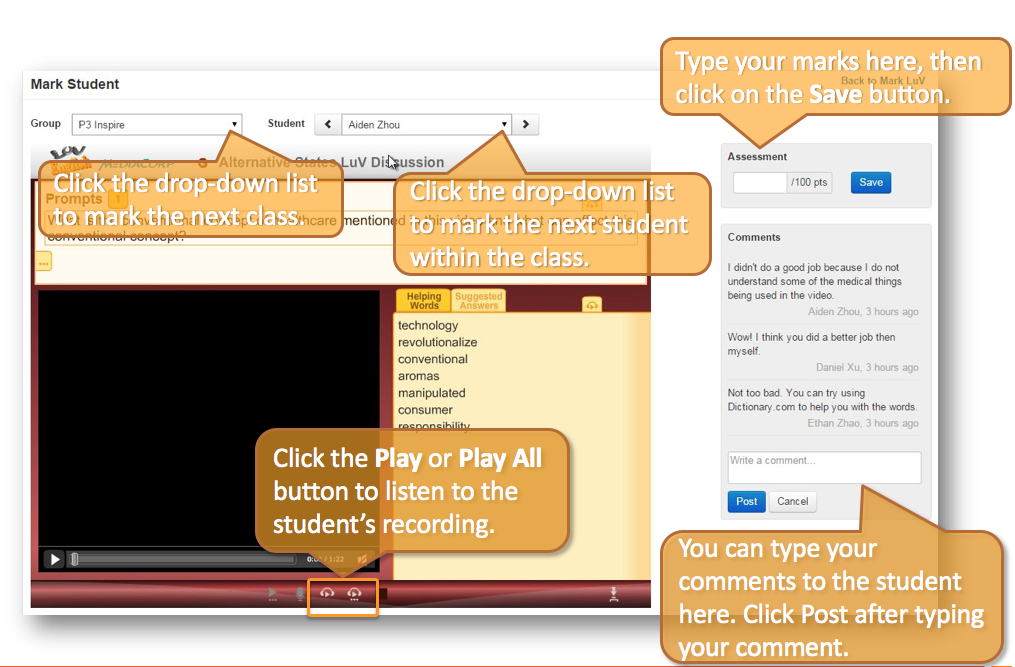 Type your marks here, then
click on the Save button.
Mark Student
Back to Mark LuV
Group P3 Inspire Student Aiden Zhou
Assessment
/100 pts Save
LuV
MEDIACORP
Alternative States LuV Discussion
Click the drop-down list
to mark the next class.
Click the drop-down list
to mark the next student
within the class.
Prompts 1
mentioned
conventional concept?
...
Comments
I didn't do a good job because I do not
understand some of the medical things
being used in the video.
Aiden Zhou, 3 hours ago
Wow! I think you did a better job then
myself.
Daniel Xu, 3 hours ago
Not too bad. You can try using
Dictionary.com to help you with the words.
Ethan Zhao, 3 hours ago
Write a comment...
Post Cancel
Helping
Words
Suggested
Answers
technology
revolutionalize
conventional
aromas
manipulated
consumer
responsibility
Click the Play or Play All
button to listen to the
student's recording.
0:00 / 1:22
You can type your
comments to the student
here. Click Post after typing
your comment.